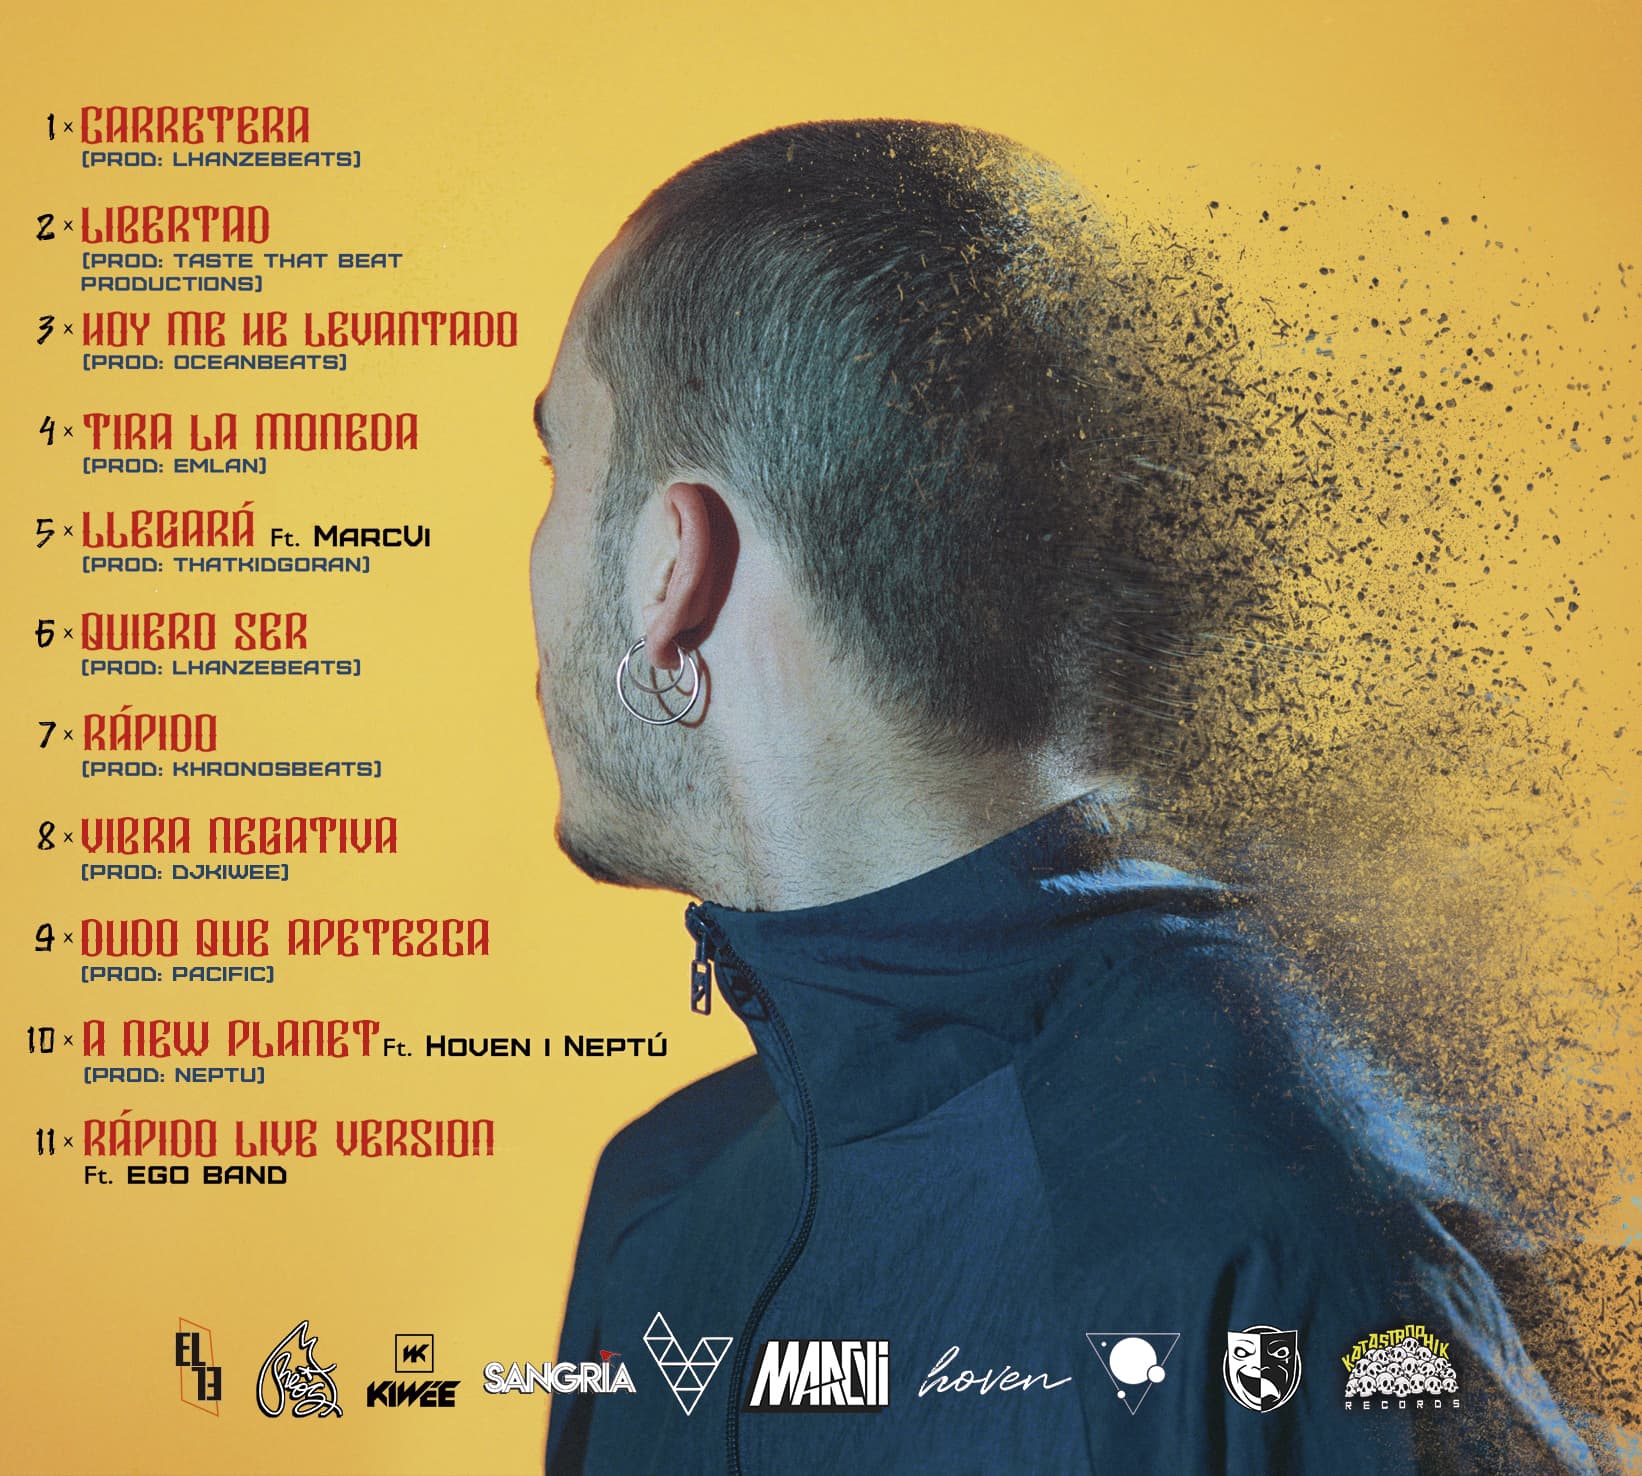 1 × CARRETERA
[PROD: LHANZEBEATS]
2 × LIBERTAD
[PROD: TASTE THAT BEAT
PRODUCTIONS]
3 × HOY ME HE LEVANTADO
[PROD: OCEANBEATS]
4 × TIRA LA MONEDA
[PROD: EMLAN]
5 × LLEGARÁ Ft. MARCVI
[PROD: THATKIDGORAN]
6 × QUIERO SER
[PROD: LHANZEBEATS]
7 × RÁPIDO
[PROD: KHRONOSBEATS]
8 × VIBRA NEGATIVA
[PROD: DJKIWEE]
9 × DUDO QUE APETEZCA
[PROD: PACIFIC]
10 × A NEW PLANET Ft. HOVEN I NEPTÚ
[PROD: NEPTU]
11 × RÁPIDO LIVE VERSION
Ft. EGO BAND
EL
13
KIWEE
SANGRÍA
MARCVII
hoven
KATASTROPHIK
RECORDS